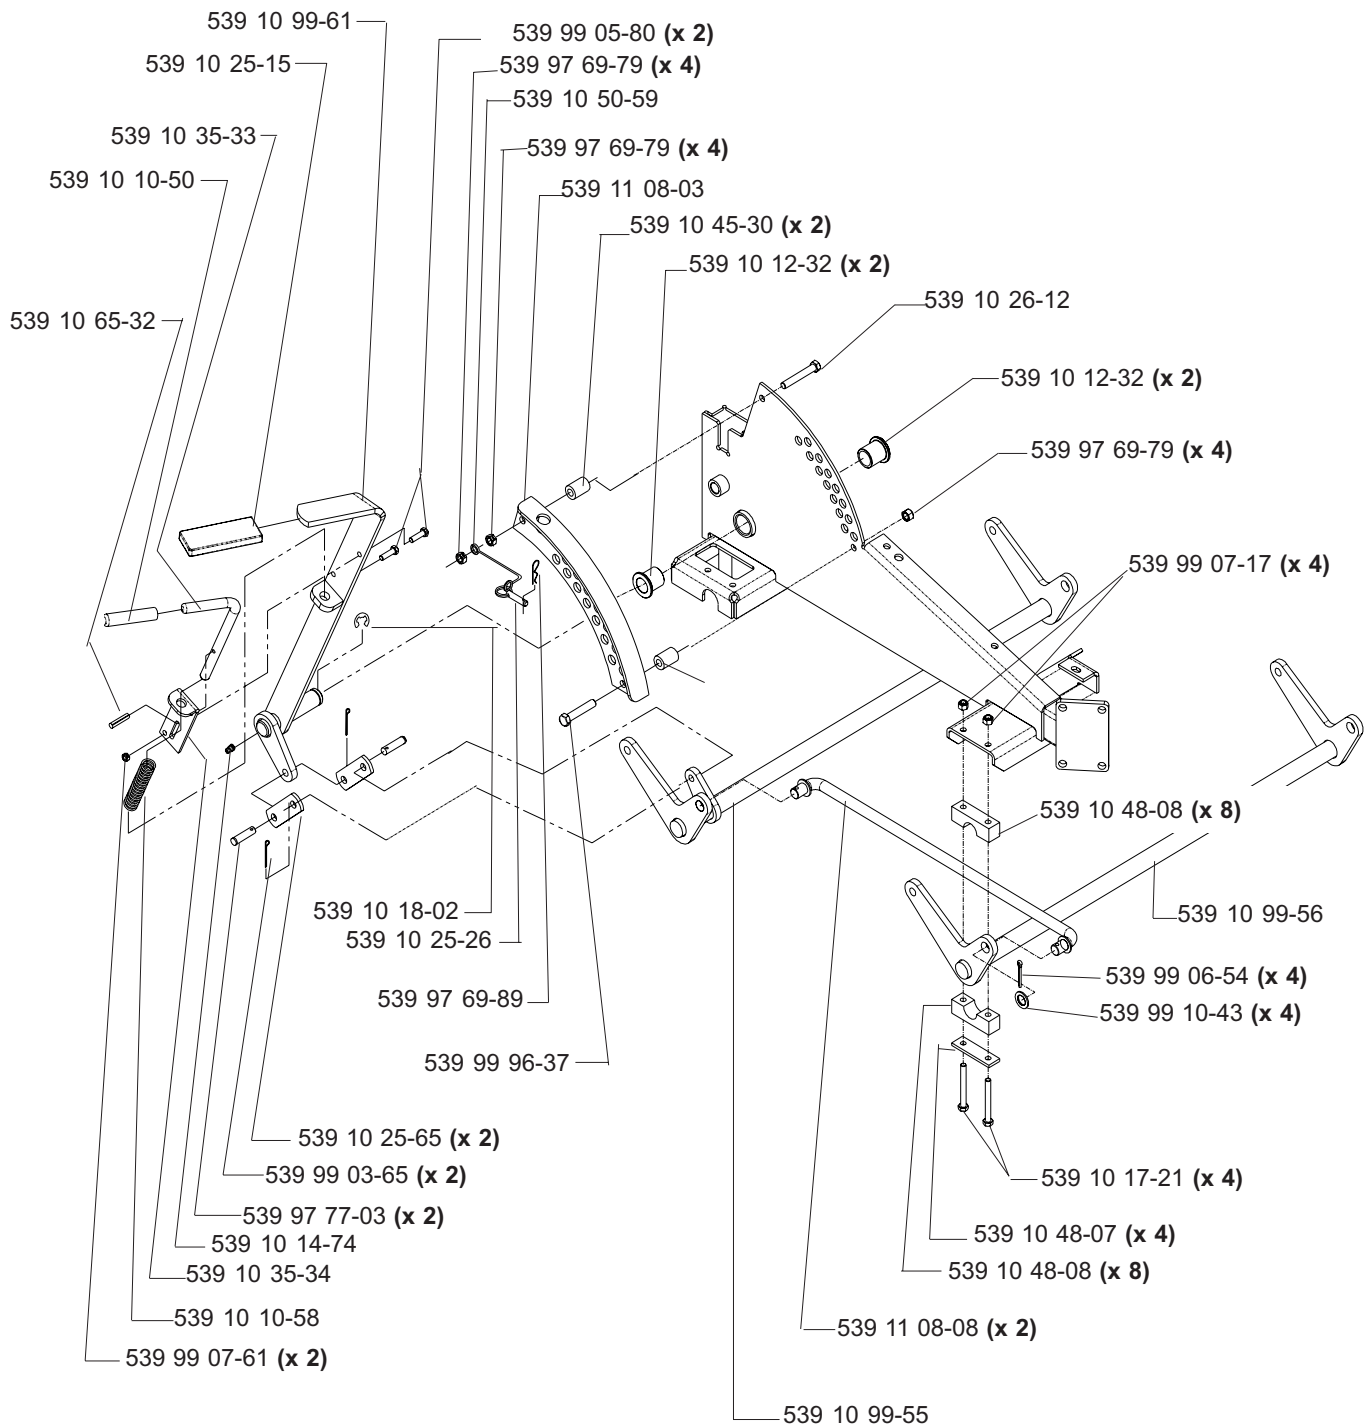 539 10 99-61
539 99 05-80 (x 2)
539 10 25-15
539 97 69-79 (x 4)
539 10 50-59
539 10 35-33
539 97 69-79 (x 4)
539 10 10-50
539 11 08-03
539 10 45-30 (x 2)
539 10 12-32 (x 2)
539 10 26-12
539 10 65-32
539 10 12-32 (x 2)
539 97 69-79 (x 4)
539 99 07-17 (x 4)
539 10 48-08 (x 8)
539 10 18-02
539 10 99-56
539 10 25-26
539 99 06-54 (x 4)
539 97 69-89
539 99 10-43 (x 4)
539 99 96-37
539 10 25-65 (x 2)
539 99 03-65 (x 2)
539 10 17-21 (x 4)
539 97 77-03 (x 2)
539 10 48-07 (x 4)
539 10 14-74
539 10 35-34
539 10 48-08 (x 8)
539 10 10-58
539 11 08-08 (x 2)
539 99 07-61 (x 2)
539 10 99-55